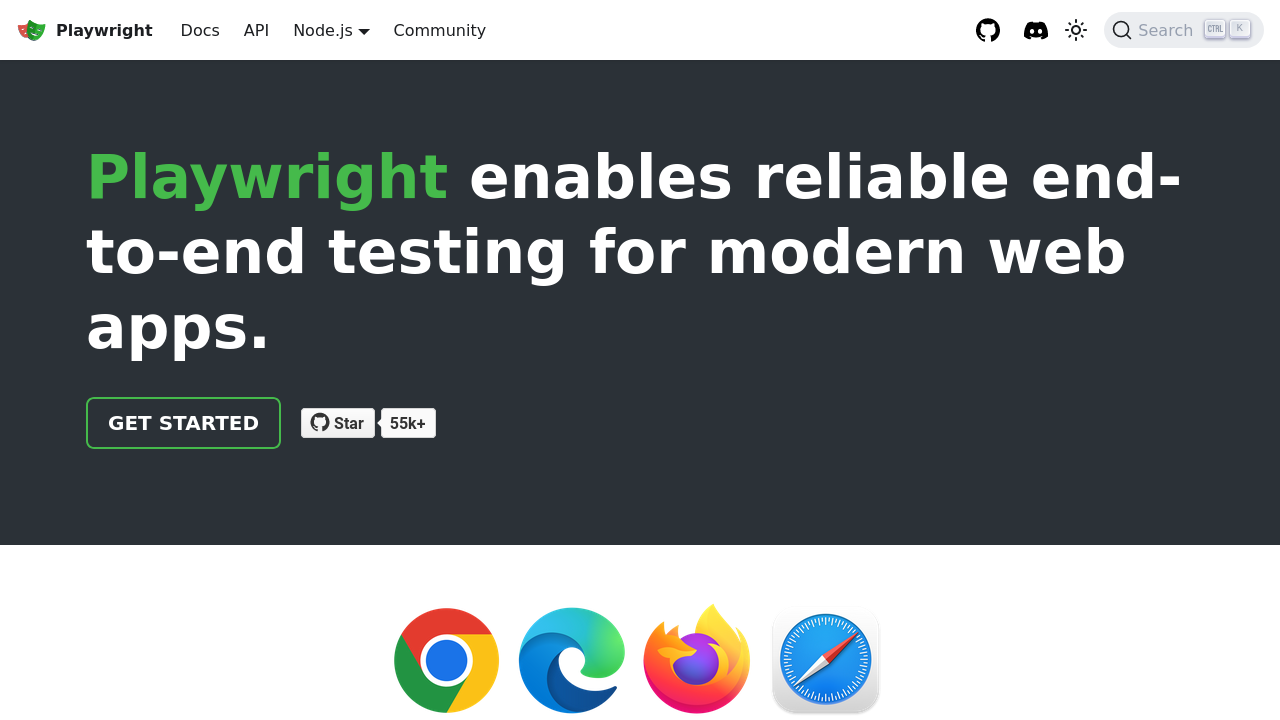 Playwright Docs API Node.js Community Search CTRL K
Playwright enables reliable end-
to-end testing for modern web
apps.
GET STARTED Star 55k+